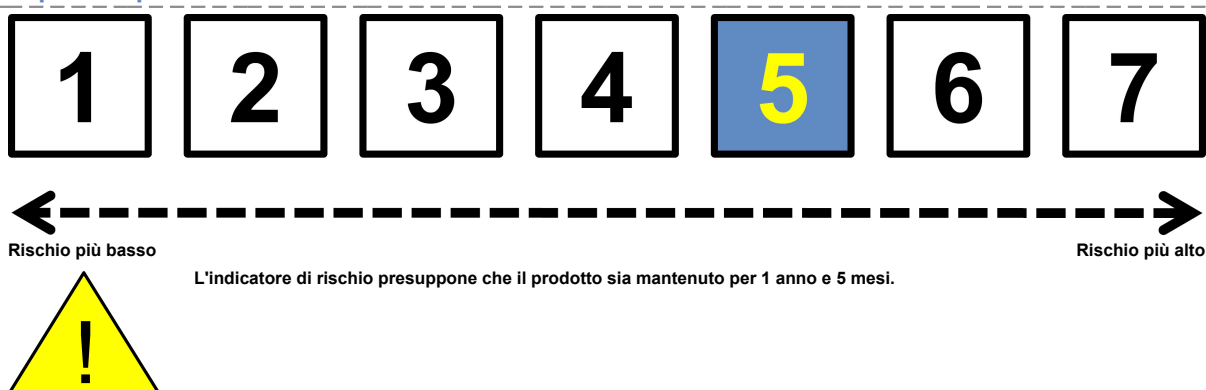 1 2 3 4 5 6 7
Rischio più basso Rischio più alto
L'indicatore di rischio presuppone che il prodotto sia mantenuto per 1 anno e 5 mesi.
!